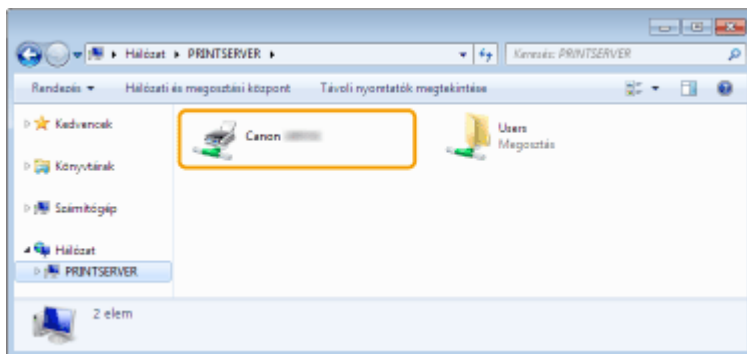 Hálózat ▸ PRINTSERVER ▸
Keresés: PRINTSERVER
Rendezés
Hálózati és megosztási központ
Távoli nyomtatók megtekintése
Kedvencek
Könyvtárak
Számítógép
Hálózat
PRINTSERVER
Canon
Users
Megosztás
2 elem